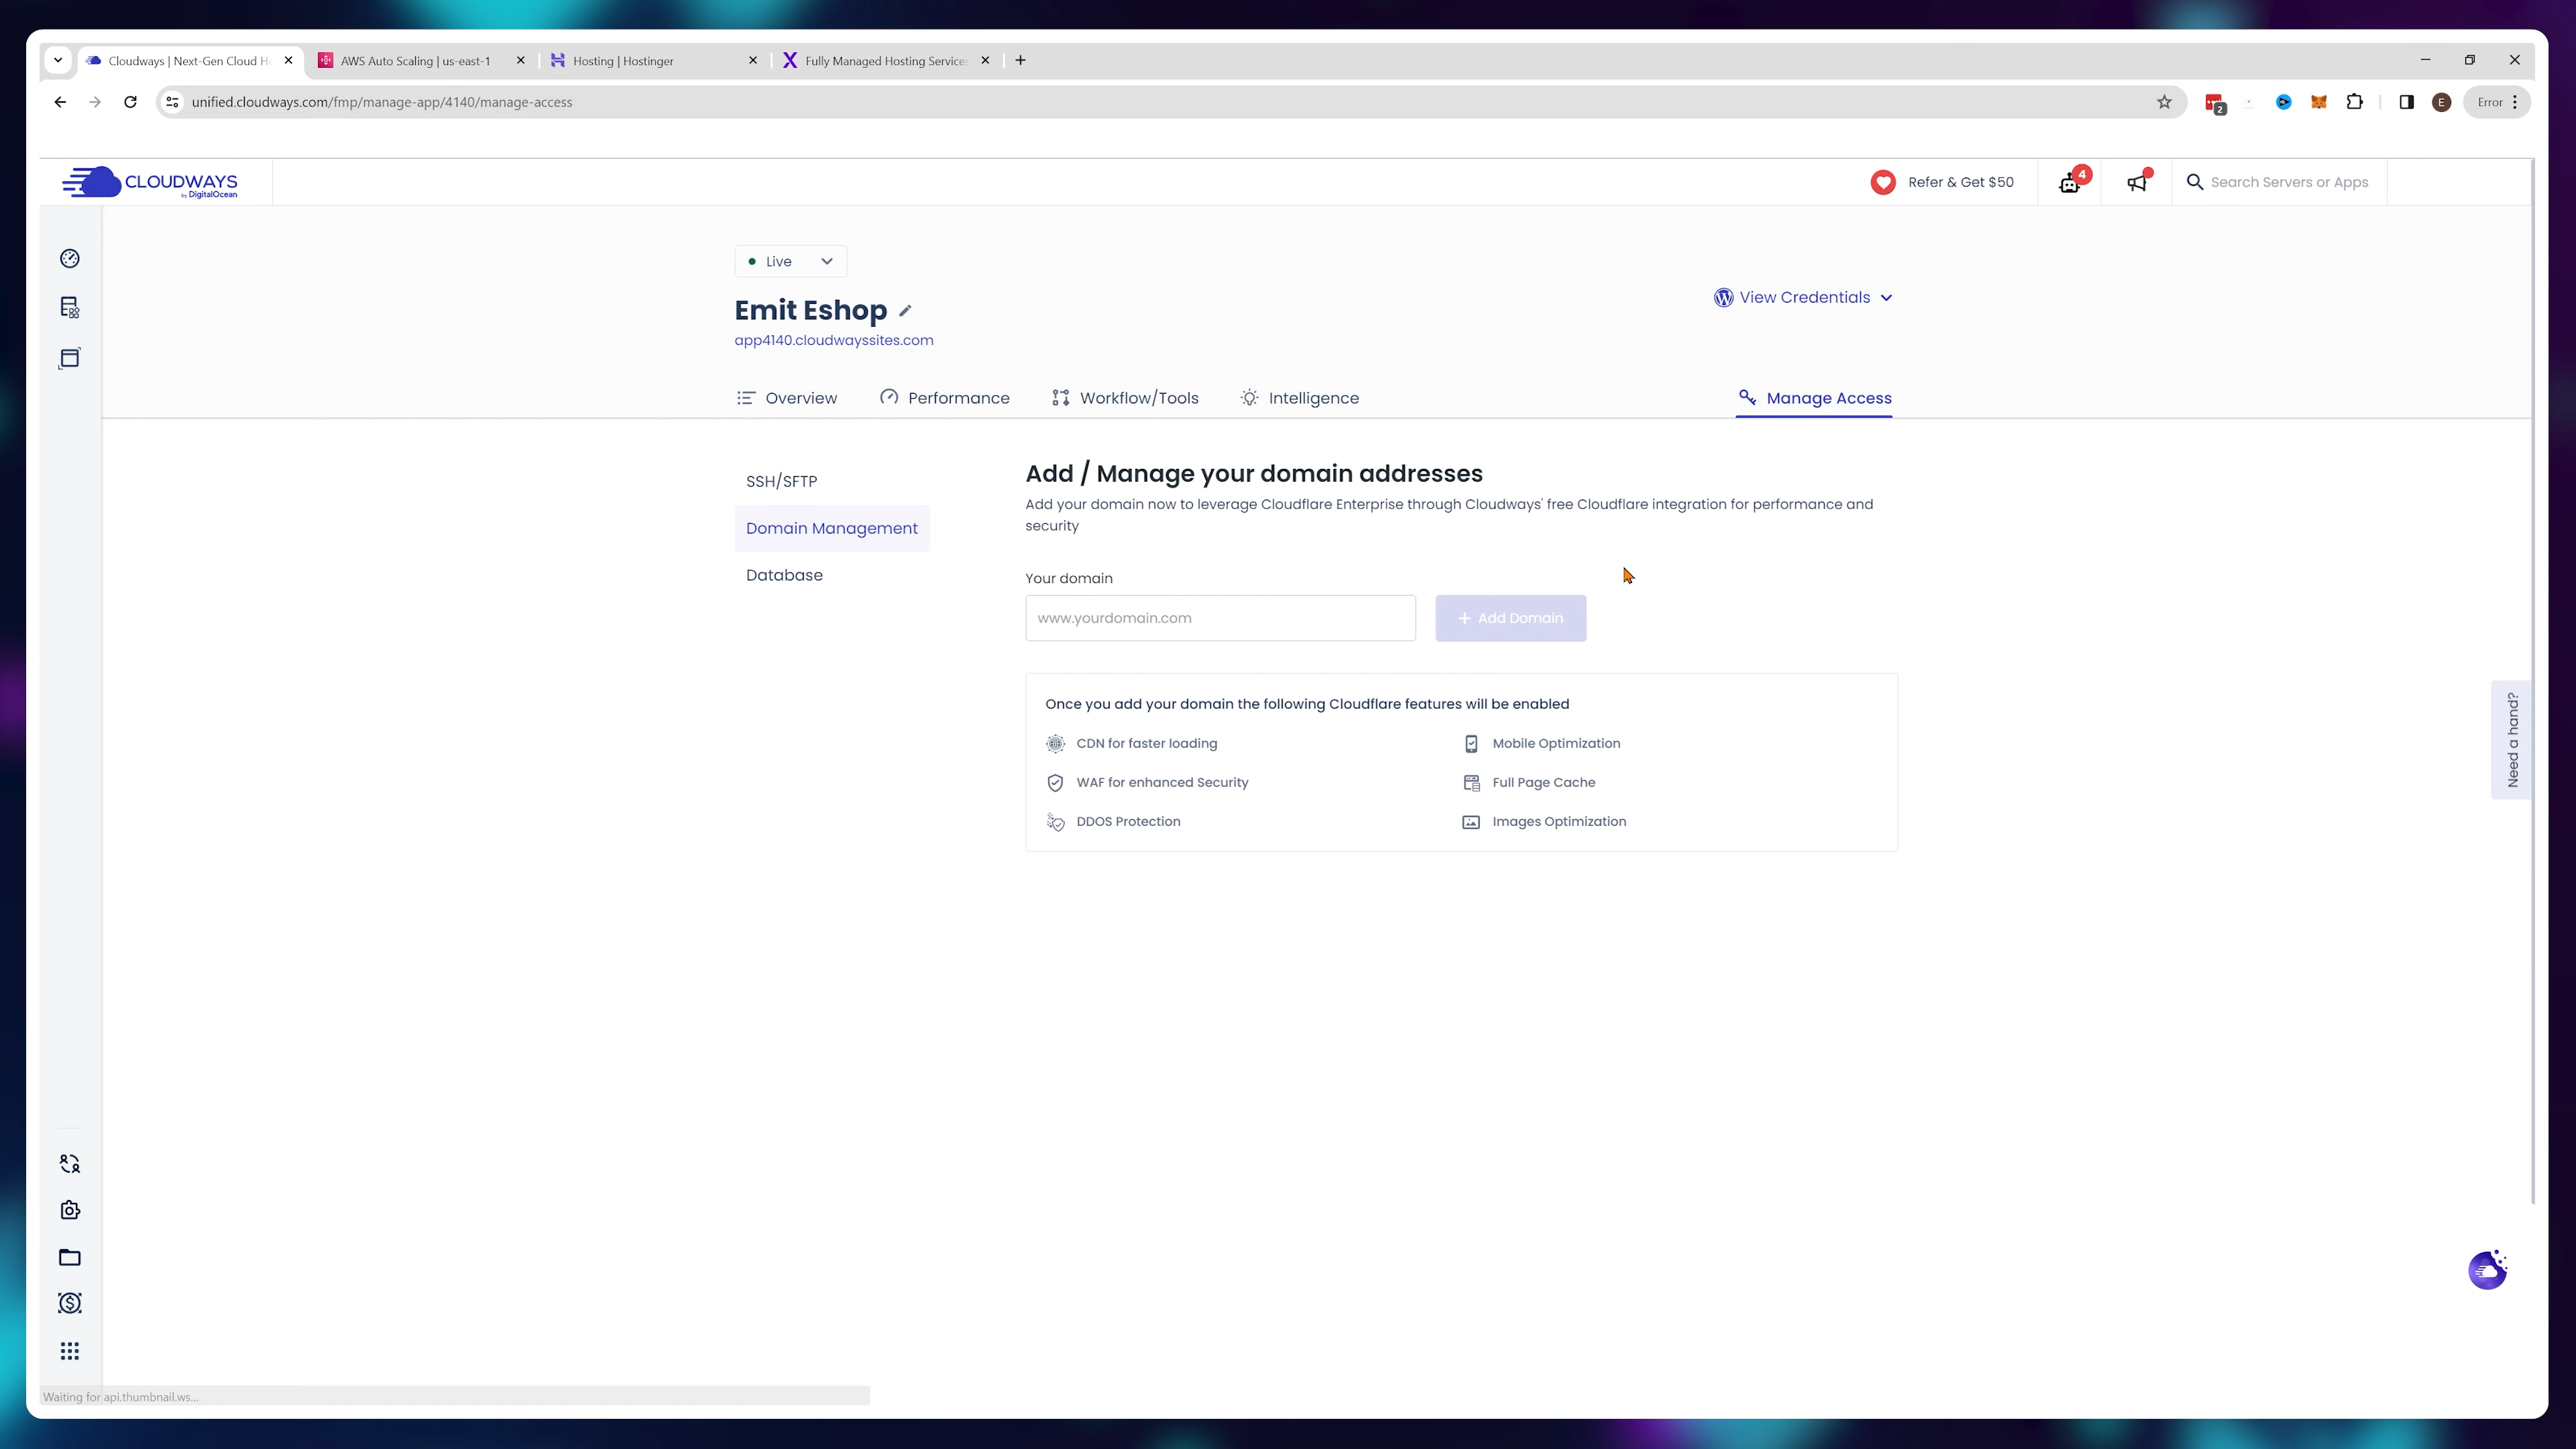 Cloudways | Next-Gen Cloud H
AWS Auto Scaling | us-east-1
Hosting | Hostinger
Fully Managed Hosting Service
unified.cloudways.com/fmp/manage-app/4140/manage-access
2
E
Error
CLOUDWAYS
by DigitalOcean
Refer & Get $50
4
Search Servers or Apps
Live
Emit Eshop
View Credentials
app4140.cloudwayssites.com
Overview
Performance
Workflow/Tools
Intelligence
Manage Access
SSH/SFTP
Domain Management
Database
Add / Manage your domain addresses
Add your domain now to leverage Cloudflare Enterprise through Cloudways' free Cloudflare integration for performance and
security
Your domain
www.yourdomain.com
+ Add Domain
Once you add your domain the following Cloudflare features will be enabled
CDN for faster loading
Mobile Optimization
WAF for enhanced Security
Full Page Cache
DDOS Protection
Images Optimization
Need a hand?
Waiting for api.thumbnail.ws...